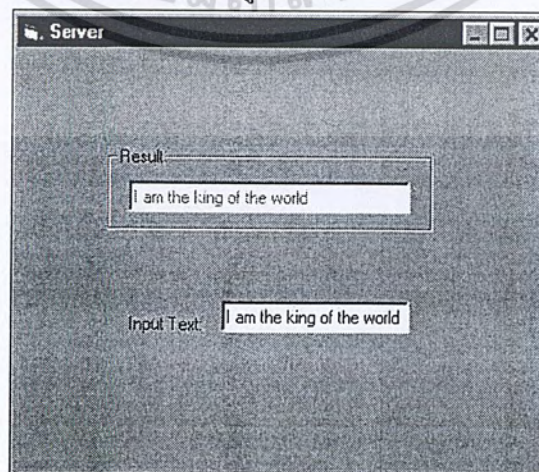 Server
Result
I am the king of the world
Input Text:
I am the king of the world